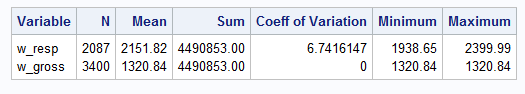 Variable N Mean Sum Coeff of Variation Minimum Maximum
w_resp 2087 2151.82 4490853.00 6.7416147 1938.65 2399.99
w_gross 3400 1320.84 4490853.00 0 1320.84 1320.84